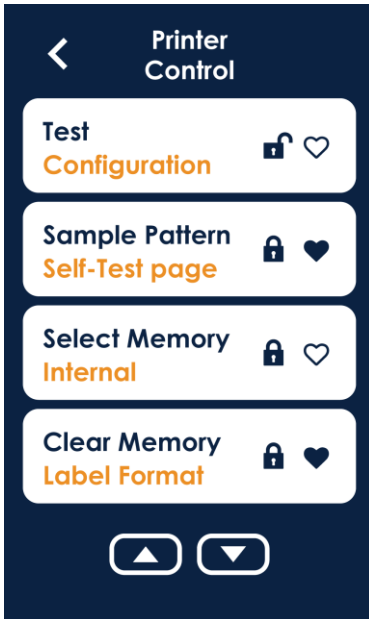 Printer
Control
Test
Configuration
Sample Pattern
Self-Test page
Select Memory
Internal
Clear Memory
Label Format